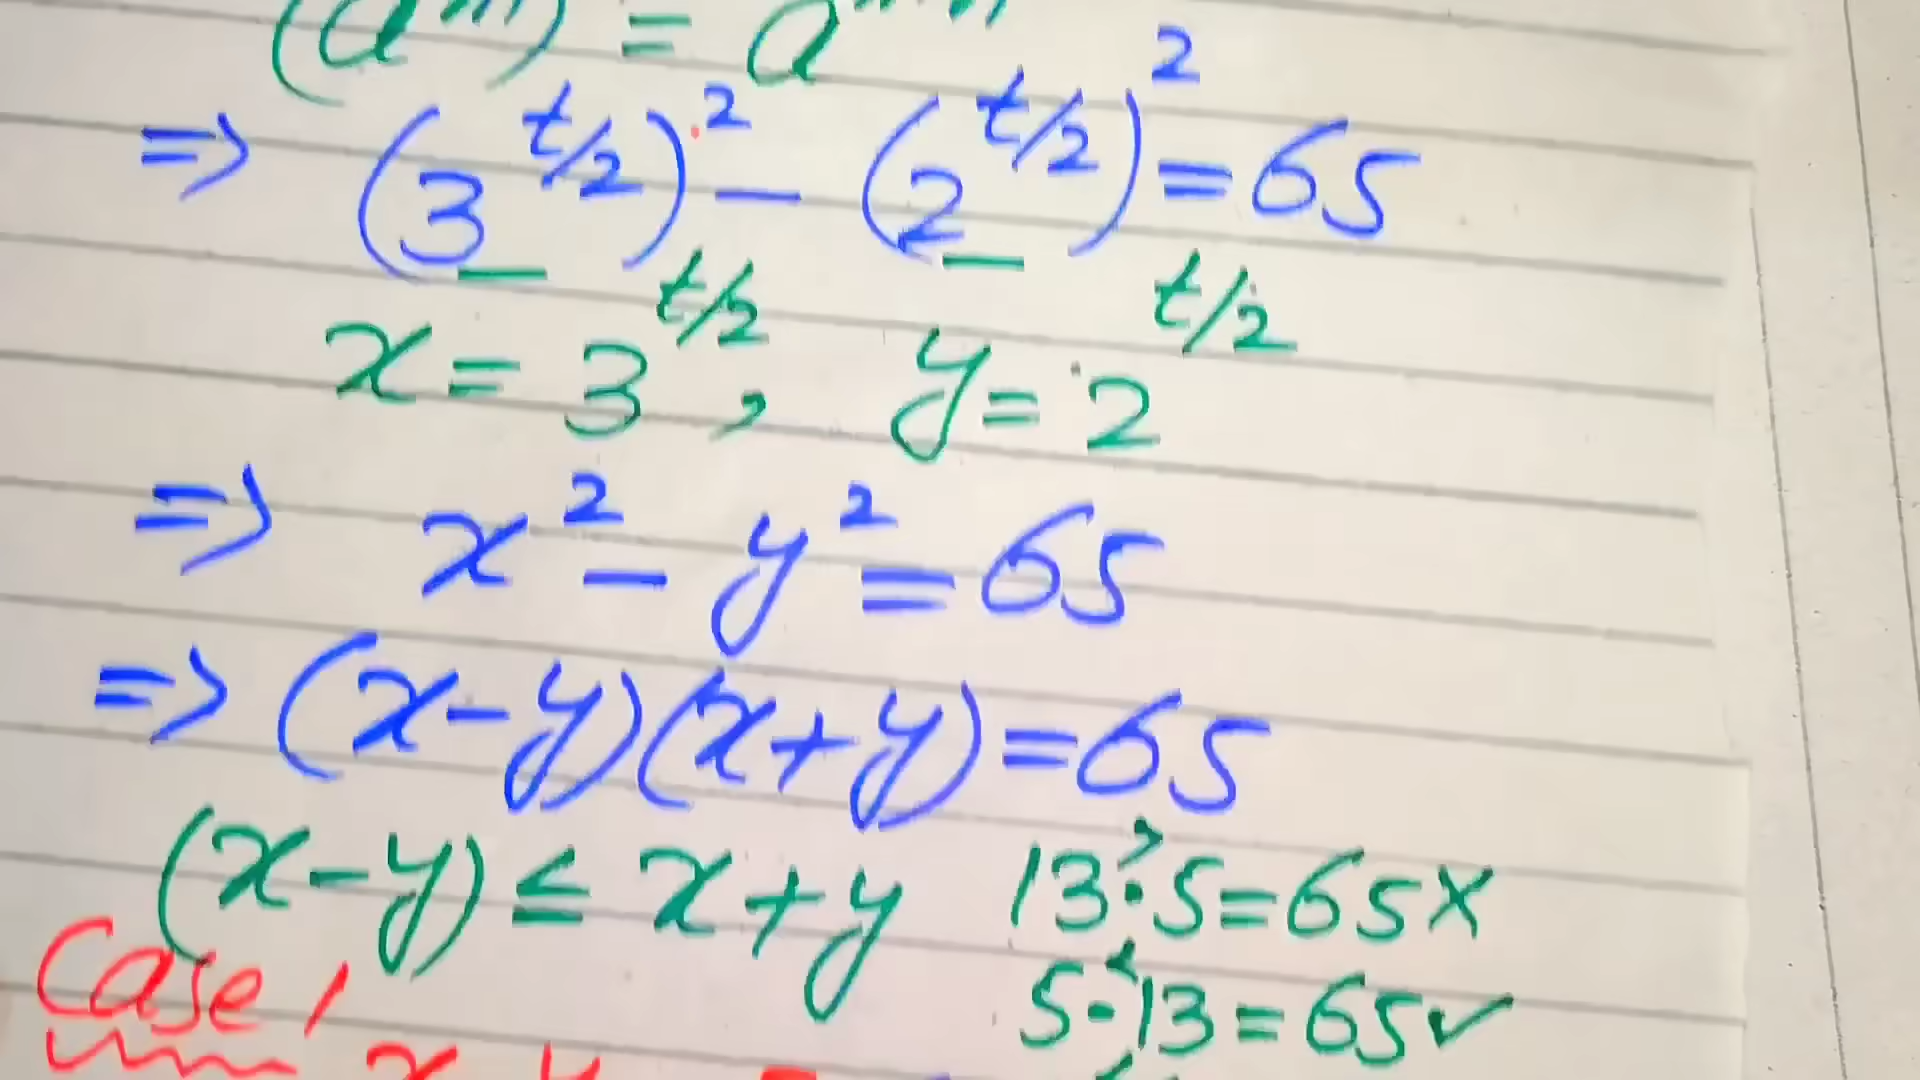 (a^m) = a^m
=> (3^{t/2})^2 - (2^{t/2})^2 = 65
x = 3^{t/2}, y = 2^{t/2}
=> x^2 - y^2 = 65
=> (x-y)(x+y) = 65
(x-y) ≤ x+y
13 > · 5 = 65 ×
5 < · 13 = 65 ✓
Case 1